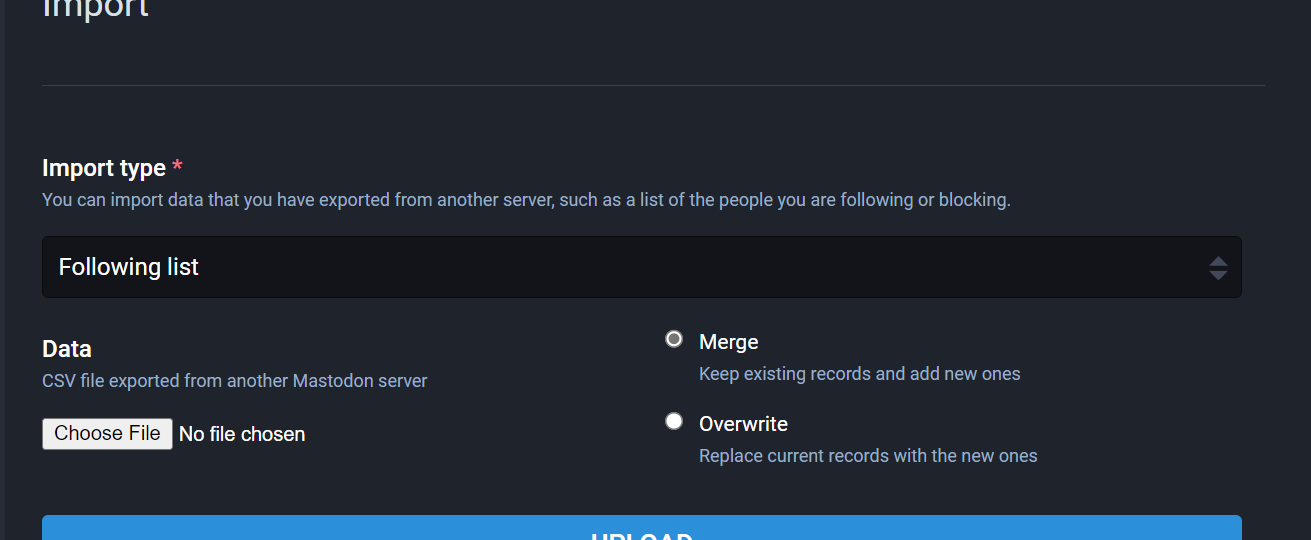 Import
Import type *
You can import data that you have exported from another server, such as a list of the people you are following or blocking.
Following list
Data
CSV file exported from another Mastodon server
Choose File No file chosen
Merge
Keep existing records and add new ones
Overwrite
Replace current records with the new ones
UPLOAD